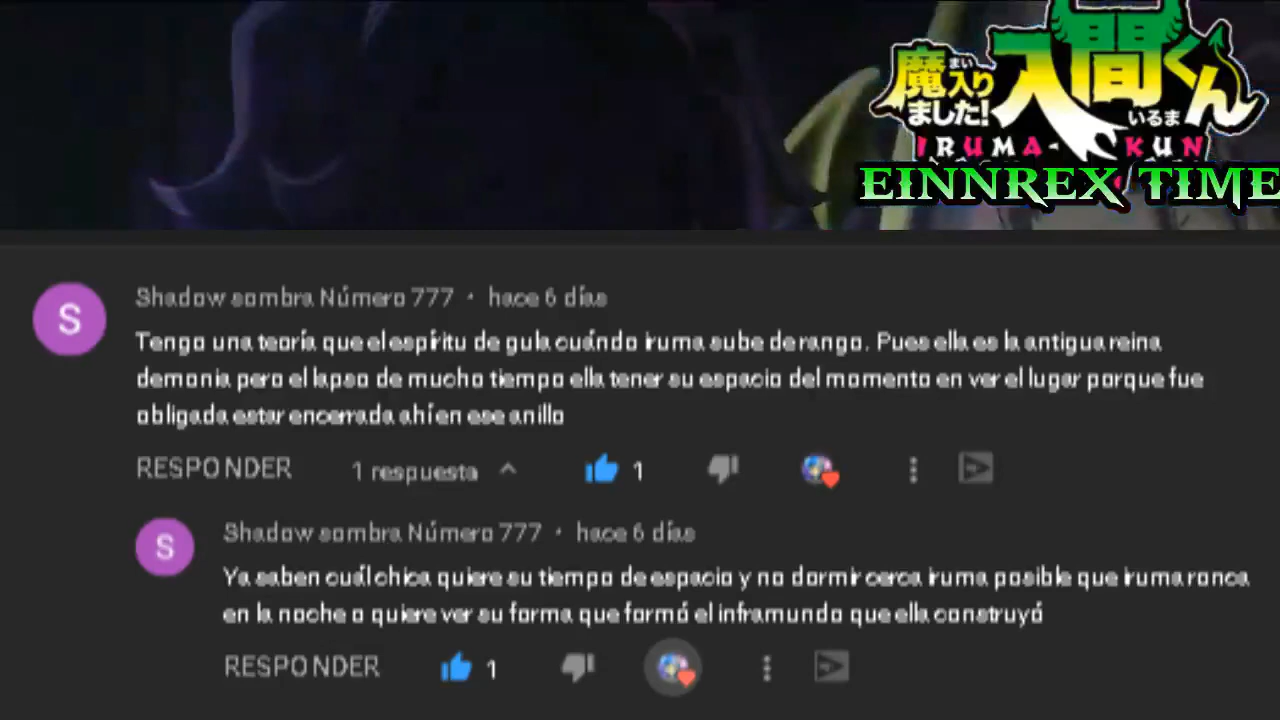 魔入りました!入間くん
まい
いるま
IRUMA-KUN
EINNREX TIME
S
Shadow sombra Número 777 · hace 6 días
Tengo una teoría que el espíritu de gula cuándo iruma sube de rango. Pues ella es la antigua reina
demonia pero el lapso de mucho tiempo ella tener su espacio del momento en ver el lugar porque fue
obligada estar encerrada ahí en ese anillo
RESPONDER 1 respuesta 1
S
Shadow sombra Número 777 · hace 6 días
Ya saben cuál chica quiere su tiempo de espacio y no dormir cerca iruma posible que iruma ronca
en la noche o quiere ver su forma que formó el inframundo que ella construyó
RESPONDER 1